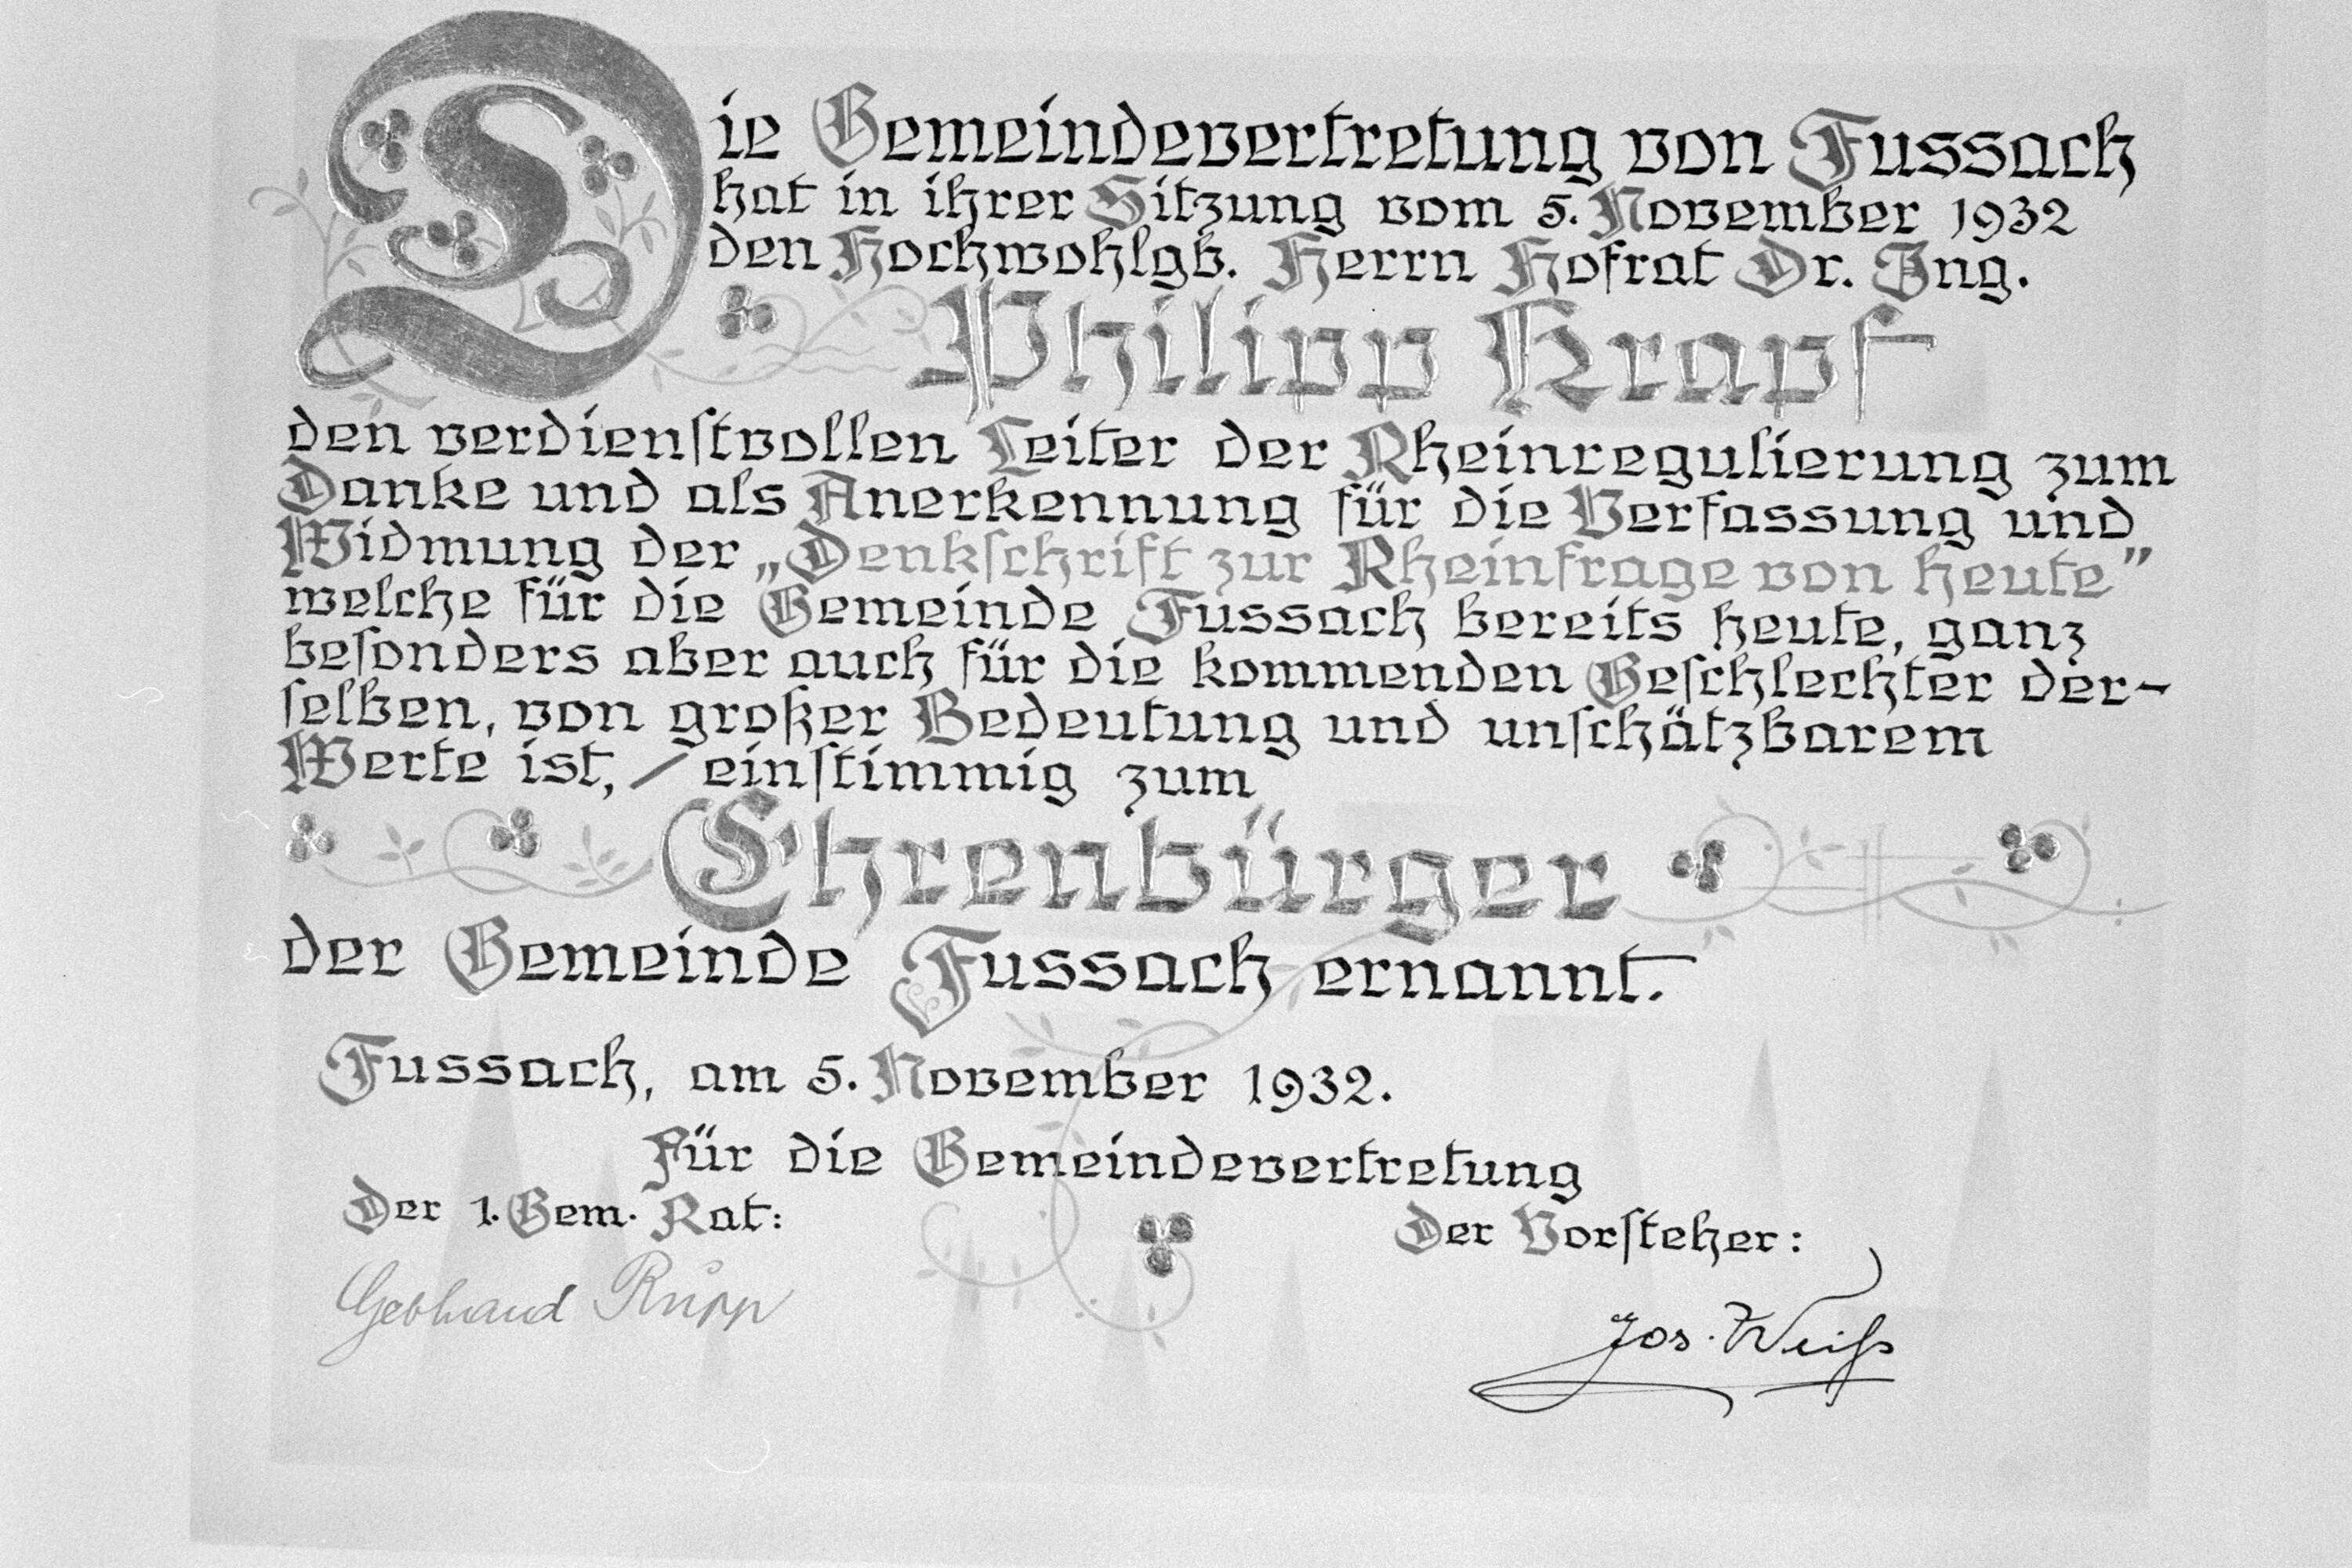 Die Gemeindevertretung von Fussach
hat in ihrer Sitzung vom 5. November 1932
den Hochwohlgb. Herrn Hofrat Dr. Ing.
Philipp Krapf
den verdienſtvollen Leiter der Rheinregulierung zum
Danke und als Anerkennung für die Verfassung und
Widmung der „Denkſchrift zur Rheinfrage von heute”
welche für die Gemeinde Fussach bereits heute, ganz
beſonders aber auch für die kommenden Geſchlechter der-
ſelben, von großer Bedeutung und unſchätzbarem
Werte ist, / einſtimmig zum
Ehrenbürger
der Gemeinde Fussach ernannt.
Fussach, am 5. November 1932.
Für die Gemeindevertretung
Der 1. Gem. Rat:
Der Vorſteher:
Gebhard Rupp
Jos. Weiß